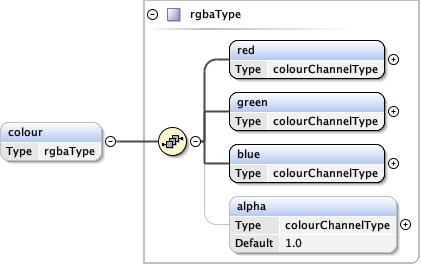 rgbaType
red
Type colourChannelType
green
Type colourChannelType
colour
Type rgbaType
blue
Type colourChannelType
alpha
Type colourChannelType
Default 1.0